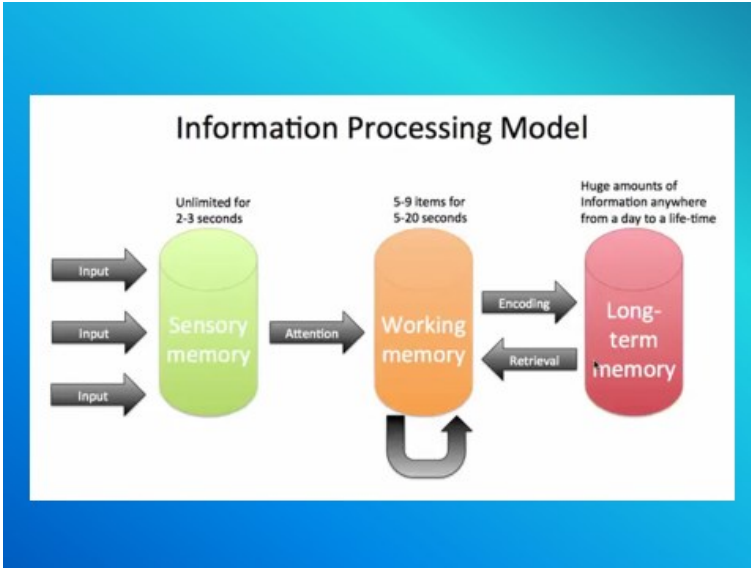 Information Processing Model
Unlimited for
2-3 seconds
5-9 items for
5-20 seconds
Huge amounts of
Information anywhere
from a day to a life-time
Input
Input
Input
Sensory
memory
Attention
Working
memory
Encoding
Retrieval
Long-
term
memory